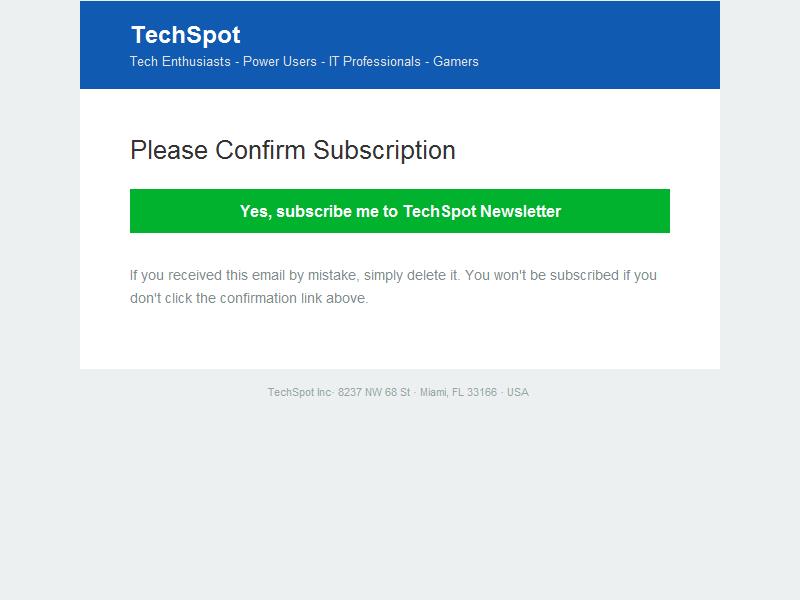 TechSpot
Tech Enthusiasts - Power Users - IT Professionals - Gamers
Please Confirm Subscription
Yes, subscribe me to TechSpot Newsletter
If you received this email by mistake, simply delete it. You won't be subscribed if you
don't click the confirmation link above.
TechSpot Inc· 8237 NW 68 St · Miami, FL 33166 · USA